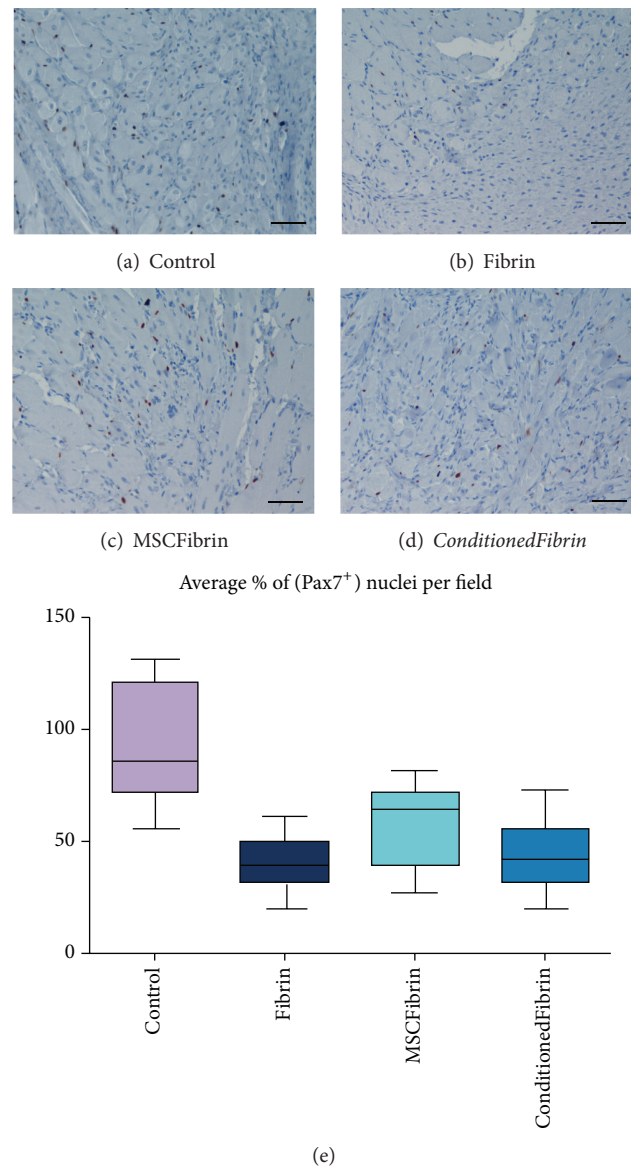 (a) Control
(b) Fibrin
(c) MSCFibrin
(d) ConditionedFibrin
Average % of (Pax7+) nuclei per field
150
100
50
0
Control
Fibrin
MSCFibrin
ConditionedFibrin
(e)